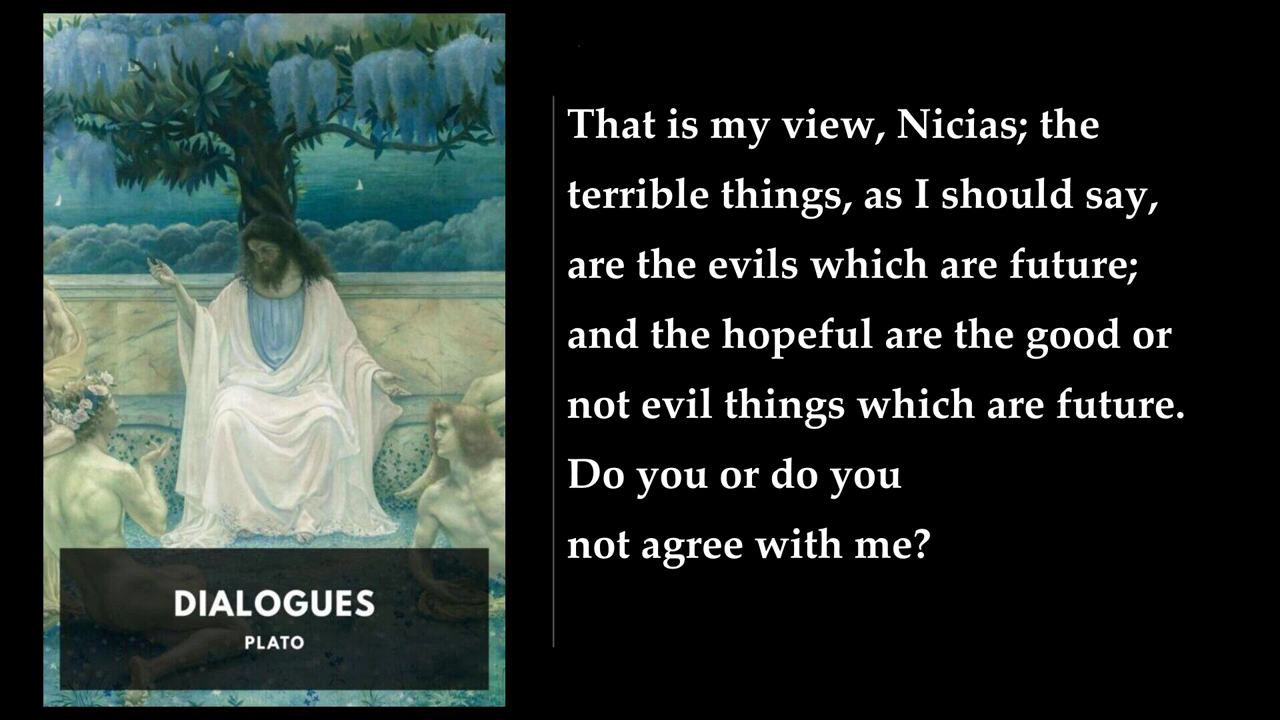 DIALOGUES
PLATO
That is my view, Nicias; the
terrible things, as I should say,
are the evils which are future;
and the hopeful are the good or
not evil things which are future.
Do you or do you
not agree with me?